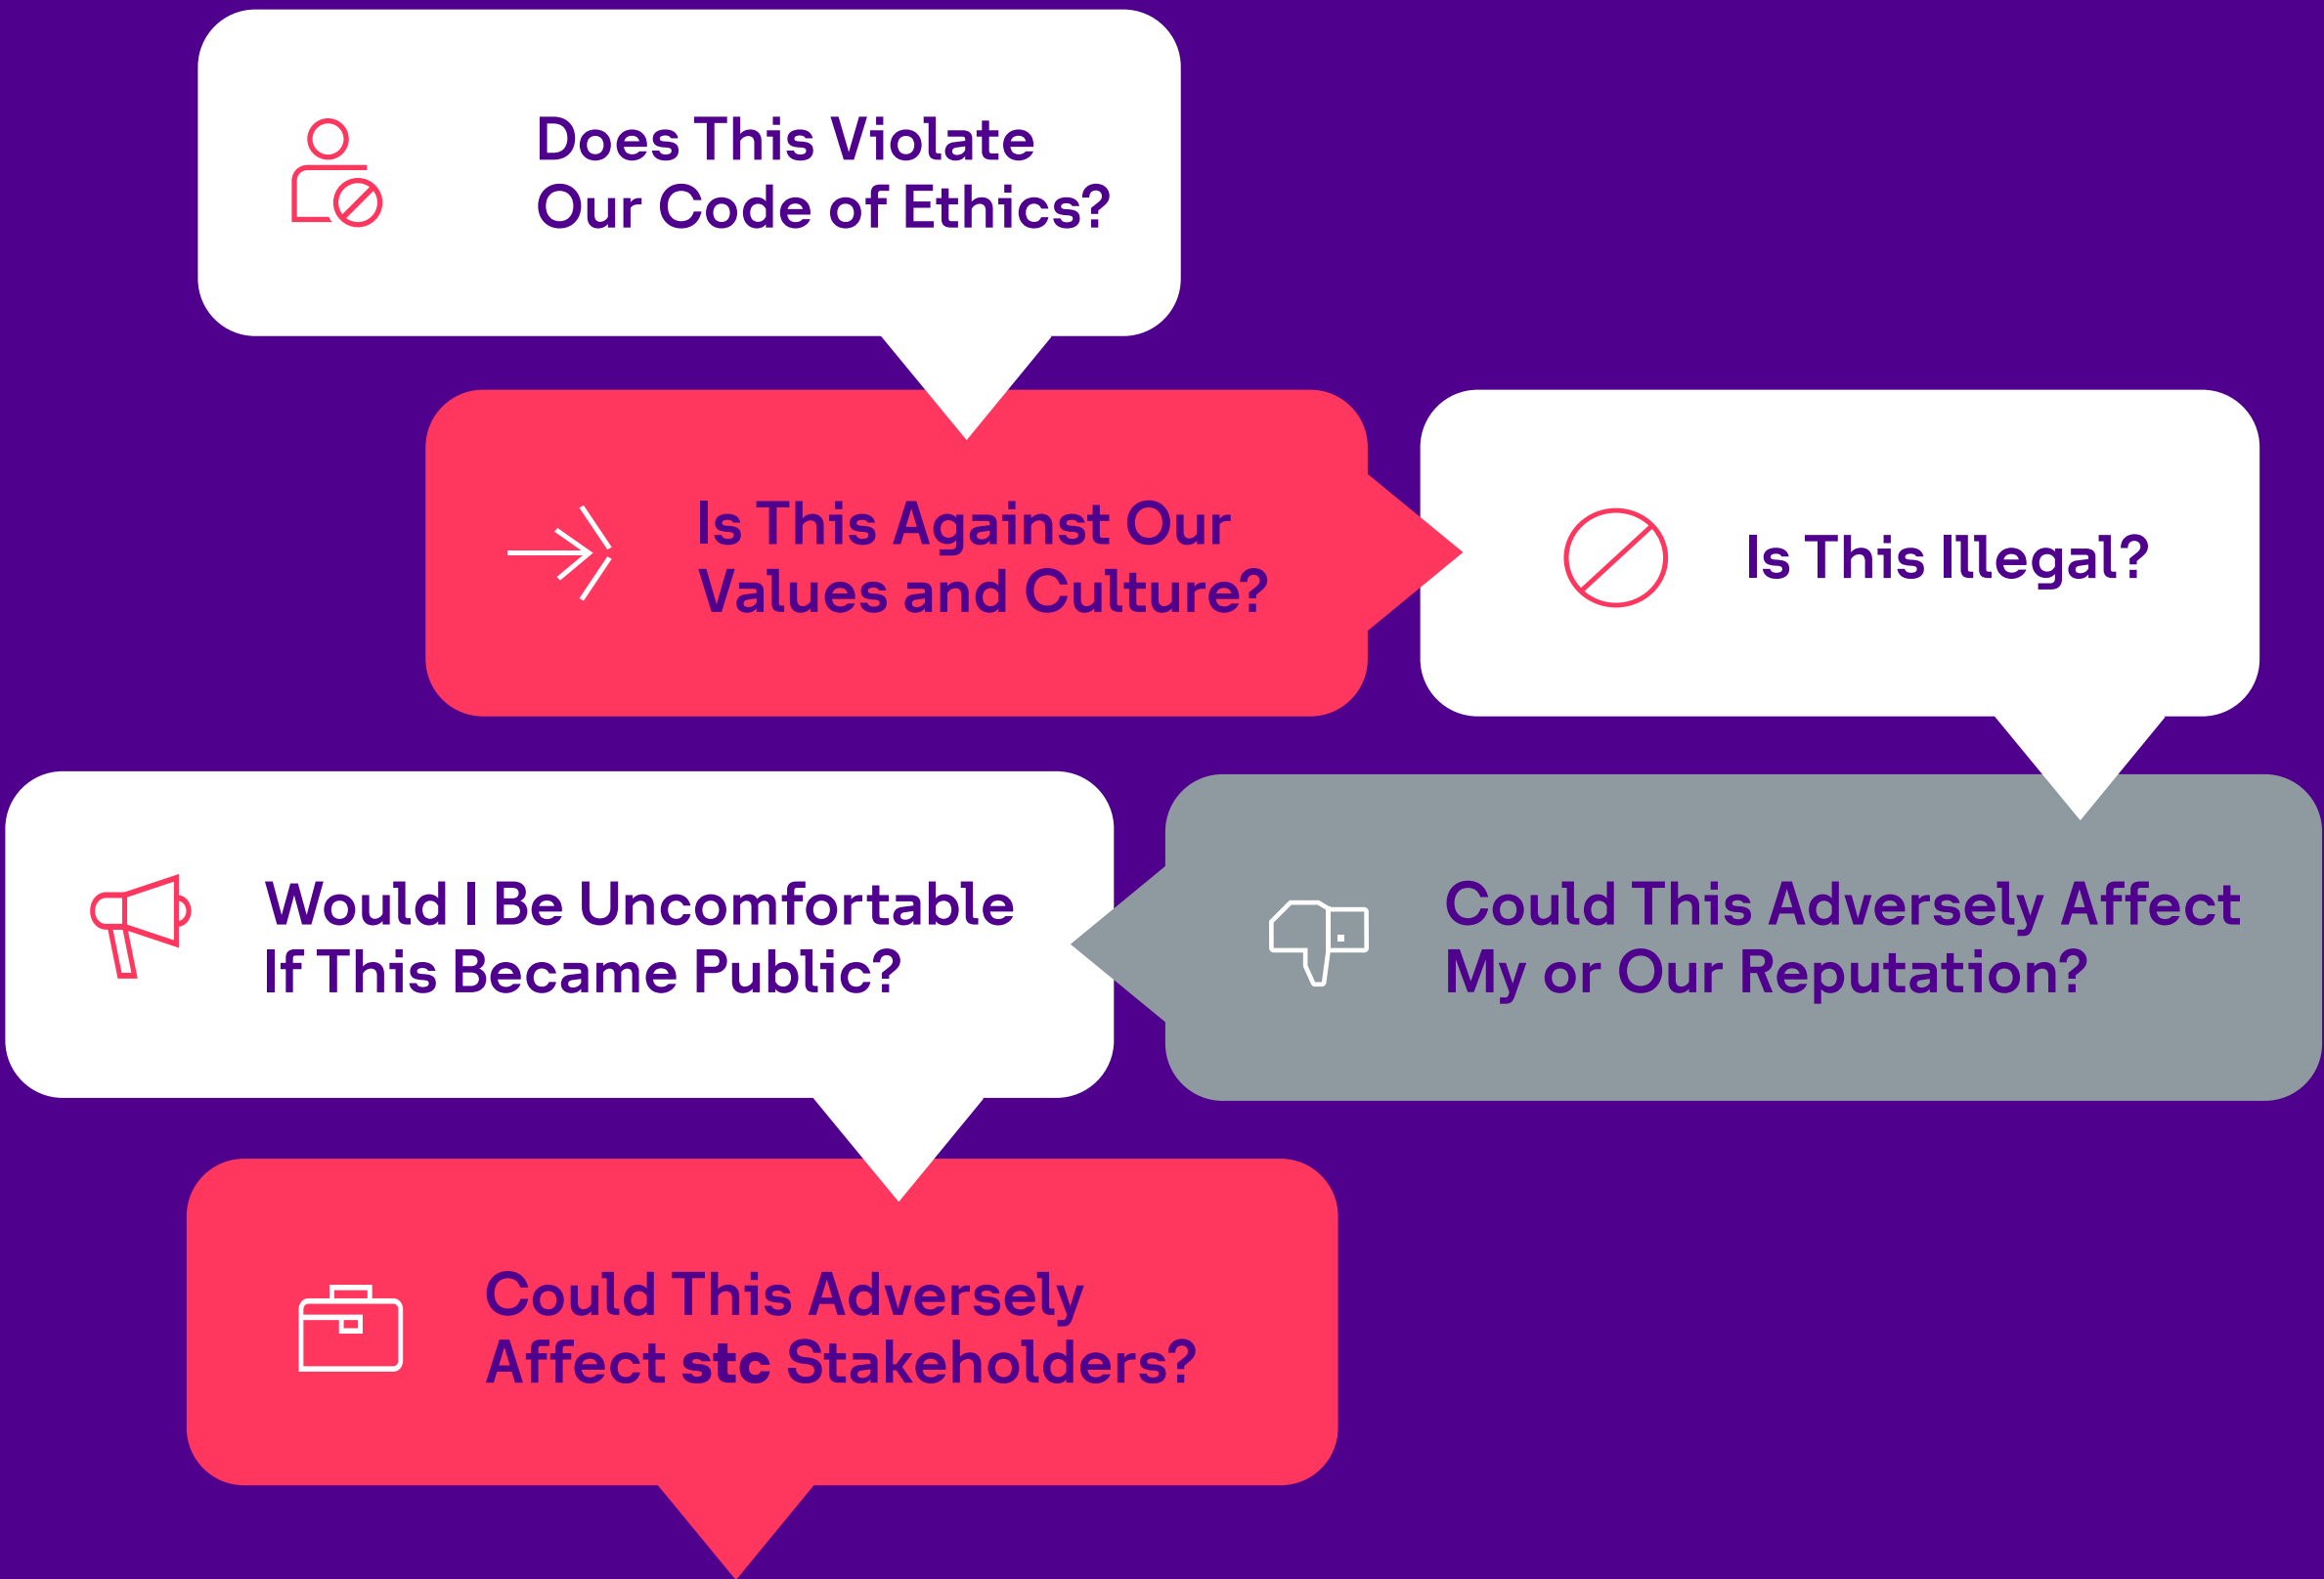 Does This Violate
Our Code of Ethics?
Is This Against Our
Values and Culture?
Is This Illegal?
Could This Adversely Affect
My or Our Reputation?
Would I Be Uncomfortable
If This Became Public?
Could This Adversely
Affect stc Stakeholders?